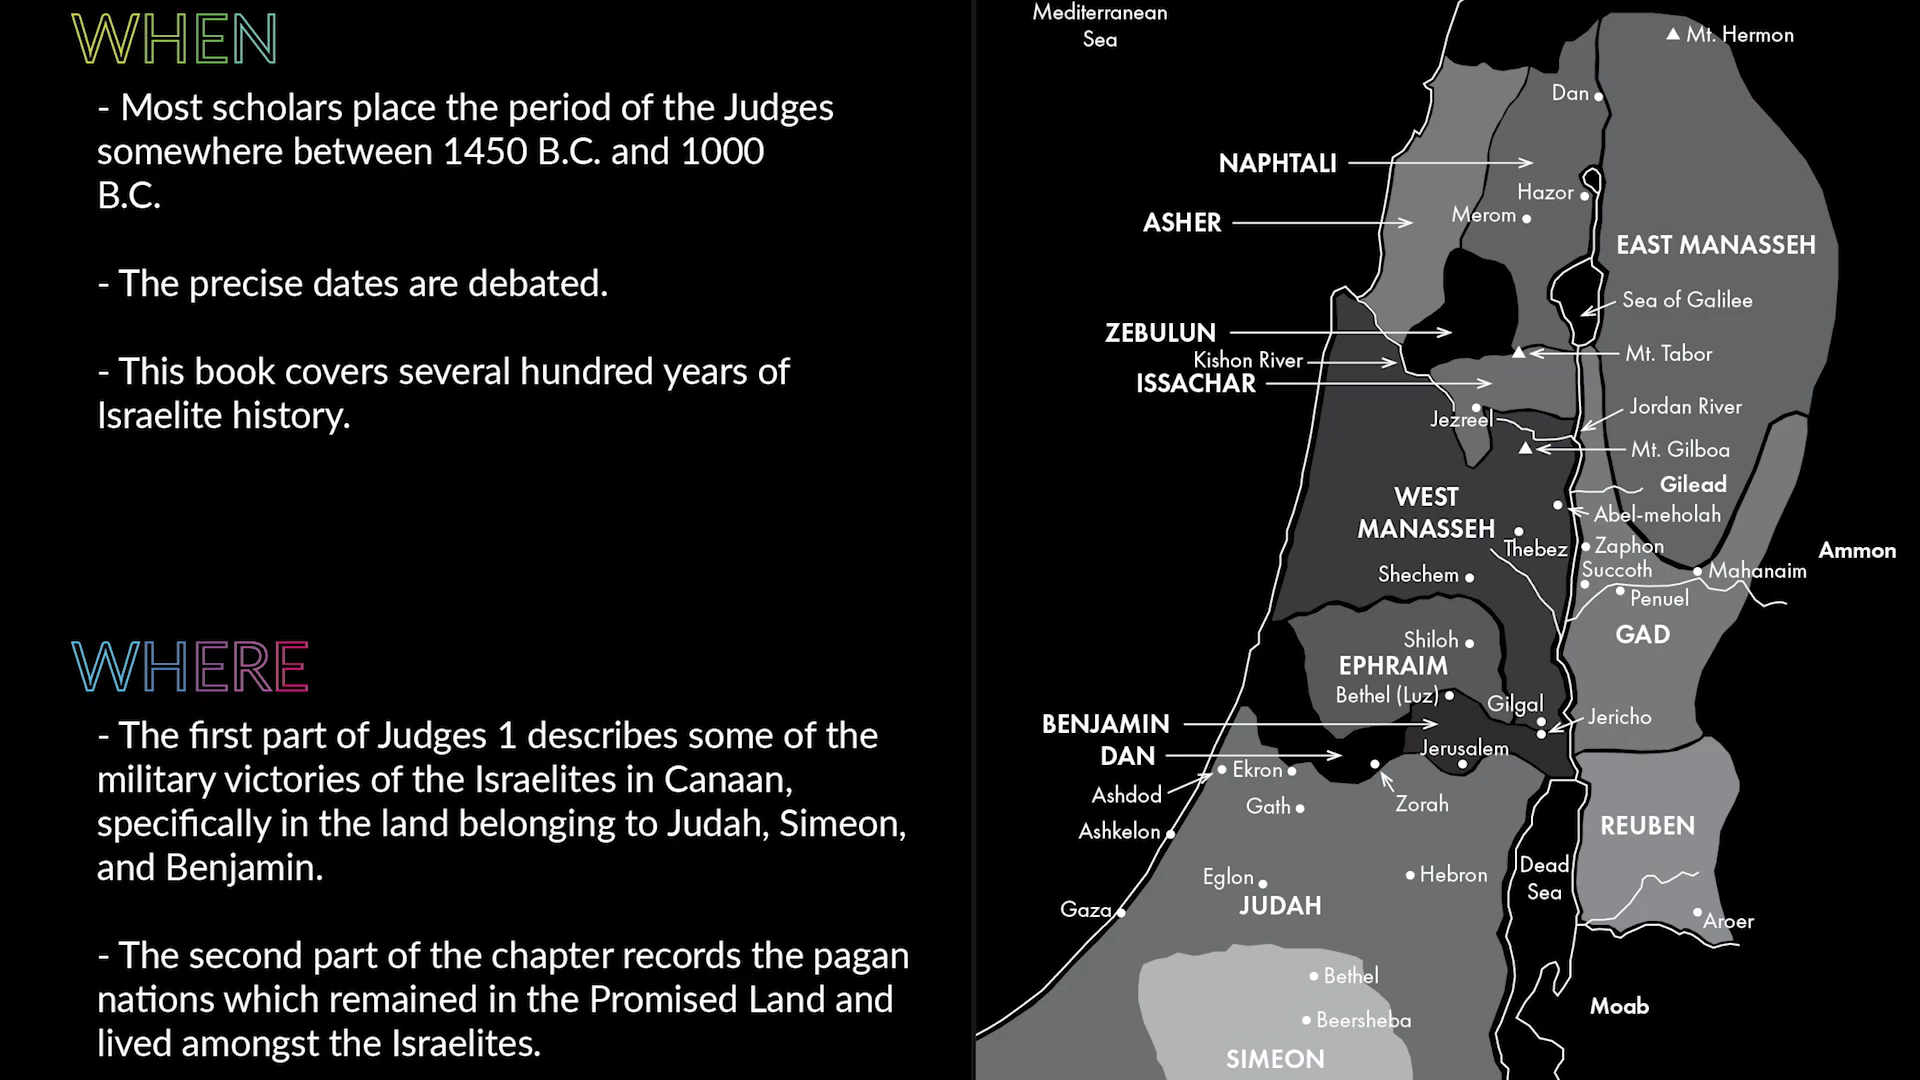 WHEN
- Most scholars place the period of the Judges
somewhere between 1450 B.C. and 1000
B.C.
- The precise dates are debated.
- This book covers several hundred years of
Israelite history.
WHERE
- The first part of Judges 1 describes some of the
military victories of the Israelites in Canaan,
specifically in the land belonging to Judah, Simeon,
and Benjamin.
- The second part of the chapter records the pagan
nations which remained in the Promised Land and
lived amongst the Israelites.
Mediterranean
Sea
Mt. Hermon
Dan
NAPHTALI
Hazor
Merom
ASHER
EAST MANASSEH
Sea of Galilee
ZEBULUN
Kishon River
Mt. Tabor
ISSACHAR
Jordan River
Jezreel
Mt. Gilboa
Gilead
WEST
MANASSEH
Abel-meholah
Thebez
Zaphon
Ammon
Succoth
Mahanaim
Shechem
Penuel
GAD
Shiloh
EPHRAIM
Bethel (Luz)
Gilgal
Jericho
BENJAMIN
DAN
Jerusalem
Ekron
Ashdod
Gath
Zorah
Ashkelon
REUBEN
Dead
Sea
Eglon
Hebron
JUDAH
Gaza
Aroer
Bethel
Moab
Beersheba
SIMEON